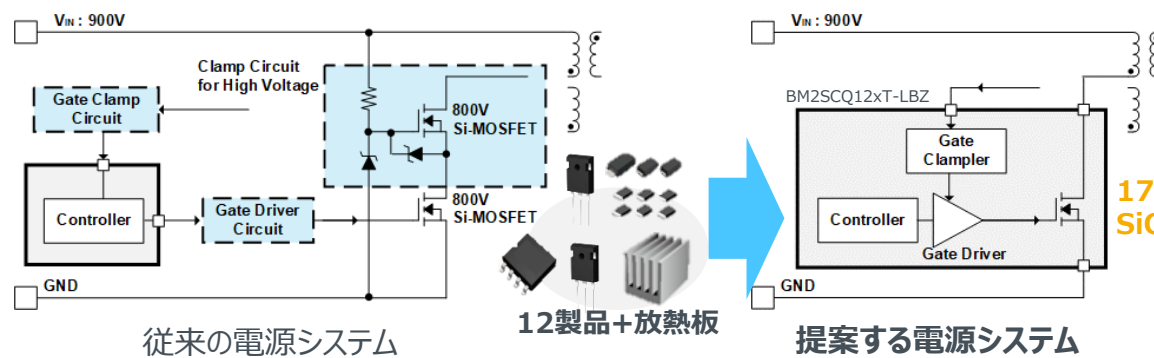 VIN : 900V
Clamp Circuit
for High Voltage
Gate Clamp
Circuit
800V
Si-MOSFET
Controller
Gate Driver
Circuit
800V
Si-MOSFET
GND
従来の電源システム
12製品+放熱板
VIN : 900V
BM2SCQ12xT-LBZ
Gate
Clamper
Controller
Gate Driver
17
SiC
GND
提案する電源システム